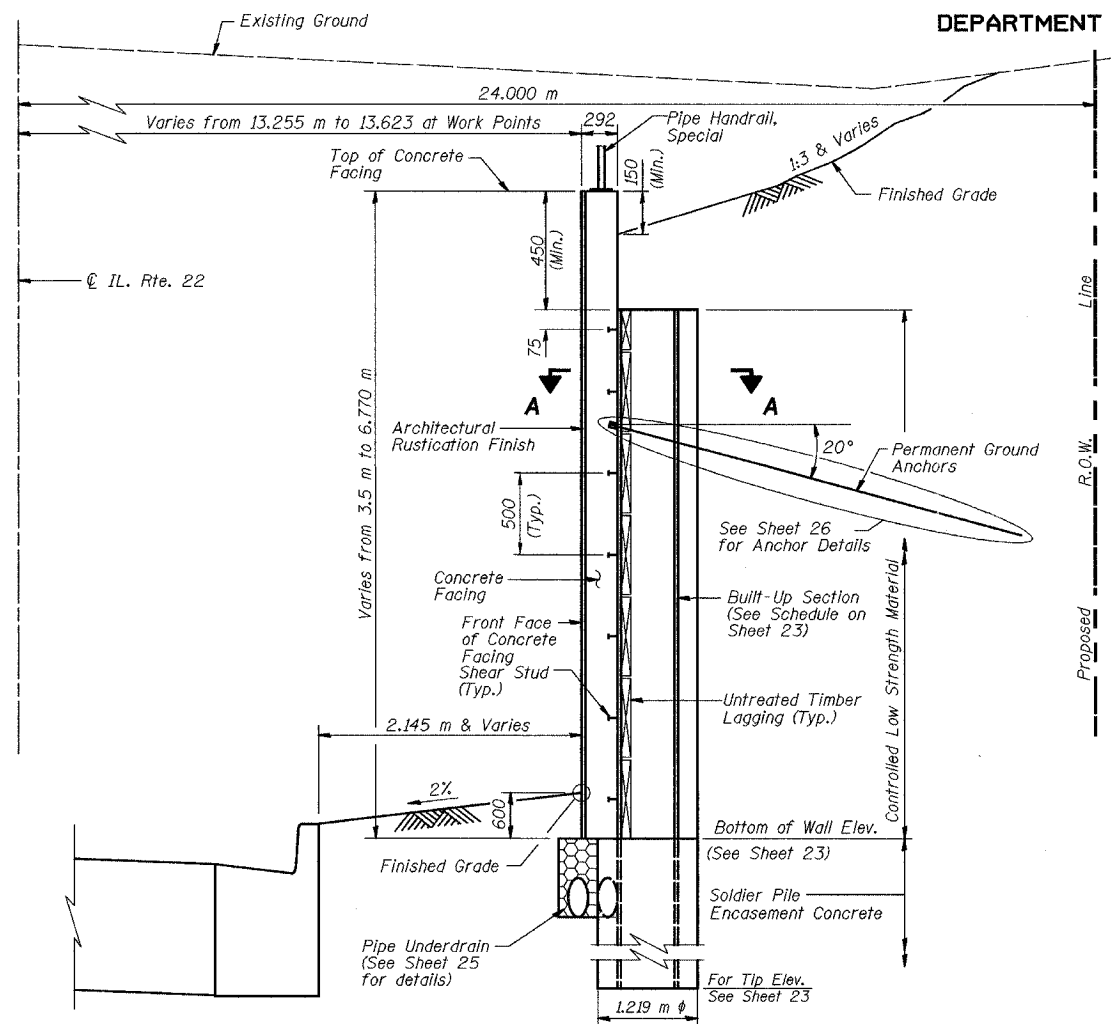 DEPARTMENT
Existing Ground
24.000 m
Varies from 13.255 m to 13.623 at Work Points
292
Pipe Handrail,
Special
Top of Concrete
Facing
150
(Min.)
1:3 & Varies
Finished Grade
450
(Min.)
℄ IL. Rte. 22
Line
75
A
A
Varies from 3.5 m to 6.770 m
Architectural
Rustication Finish
20°
Permanent Ground
Anchors
R.O.W.
500
(Typ.)
See Sheet 26
for Anchor Details
Concrete
Facing
Built-Up Section
(See Schedule on
Sheet 23)
Controlled Low Strength Material
Proposed
Front Face
of Concrete
Facing
Shear Stud
(Typ.)
Untreated Timber
Lagging (Typ.)
2.145 m & Varies
2%
600
Bottom of Wall Elev.
(See Sheet 23)
Finished Grade
Soldier Pile
Encasement Concrete
Pipe Underdrain
(See Sheet 25
for details)
For Tip Elev.
See Sheet 23
1.219 m ϕ